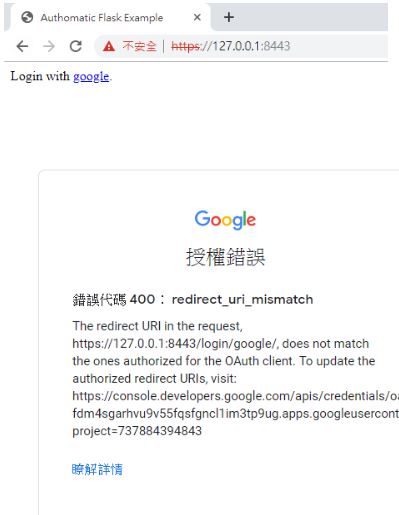 Authomatic Flask Example
不安全 | https://127.0.0.1:8443
Login with google.
Google
授權錯誤
錯誤代碼 400： redirect_uri_mismatch
The redirect URI in the request,
https://127.0.0.1:8443/login/google/, does not match
the ones authorized for the OAuth client. To update the
authorized redirect URIs, visit:
https://console.developers.google.com/apis/credentials/oa
fdm4sgarhvu9v55fqsfgncl1im3tp9ug.apps.googleusercont
project=737884394843
瞭解詳情